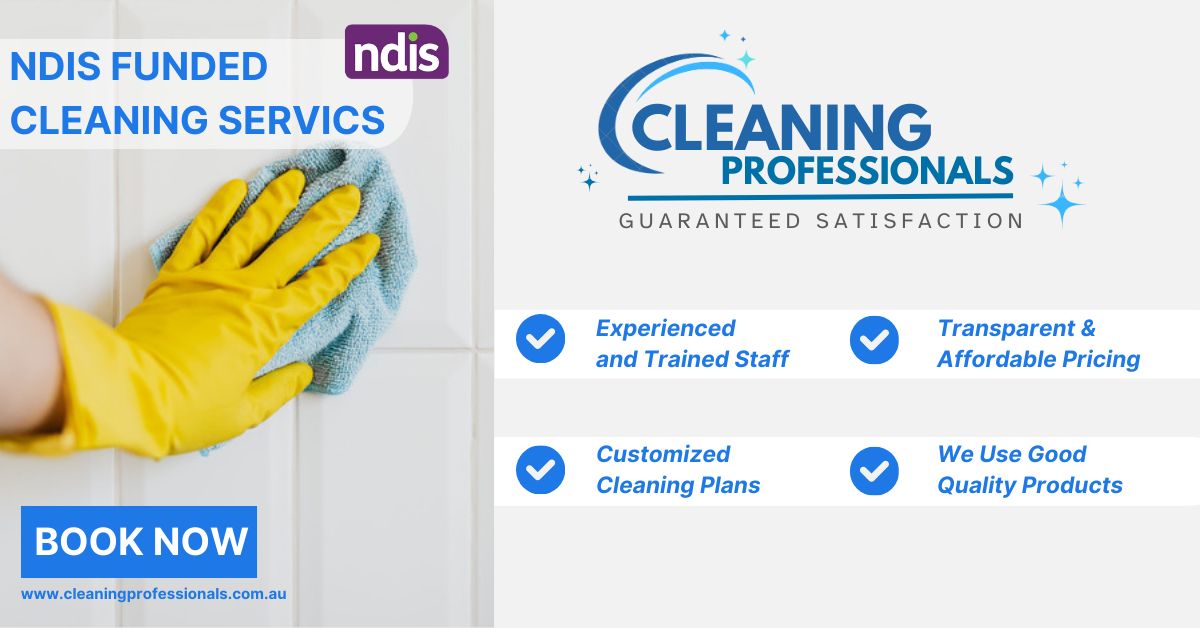 NDIS FUNDED
CLEANING SERVICS
ndis
BOOK NOW
www.cleaningprofessionals.com.au
CLEANING
PROFESSIONALS
GUARANTEED SATISFACTION
Experienced
and Trained Staff
Transparent &
Affordable Pricing
Customized
Cleaning Plans
We Use Good
Quality Products